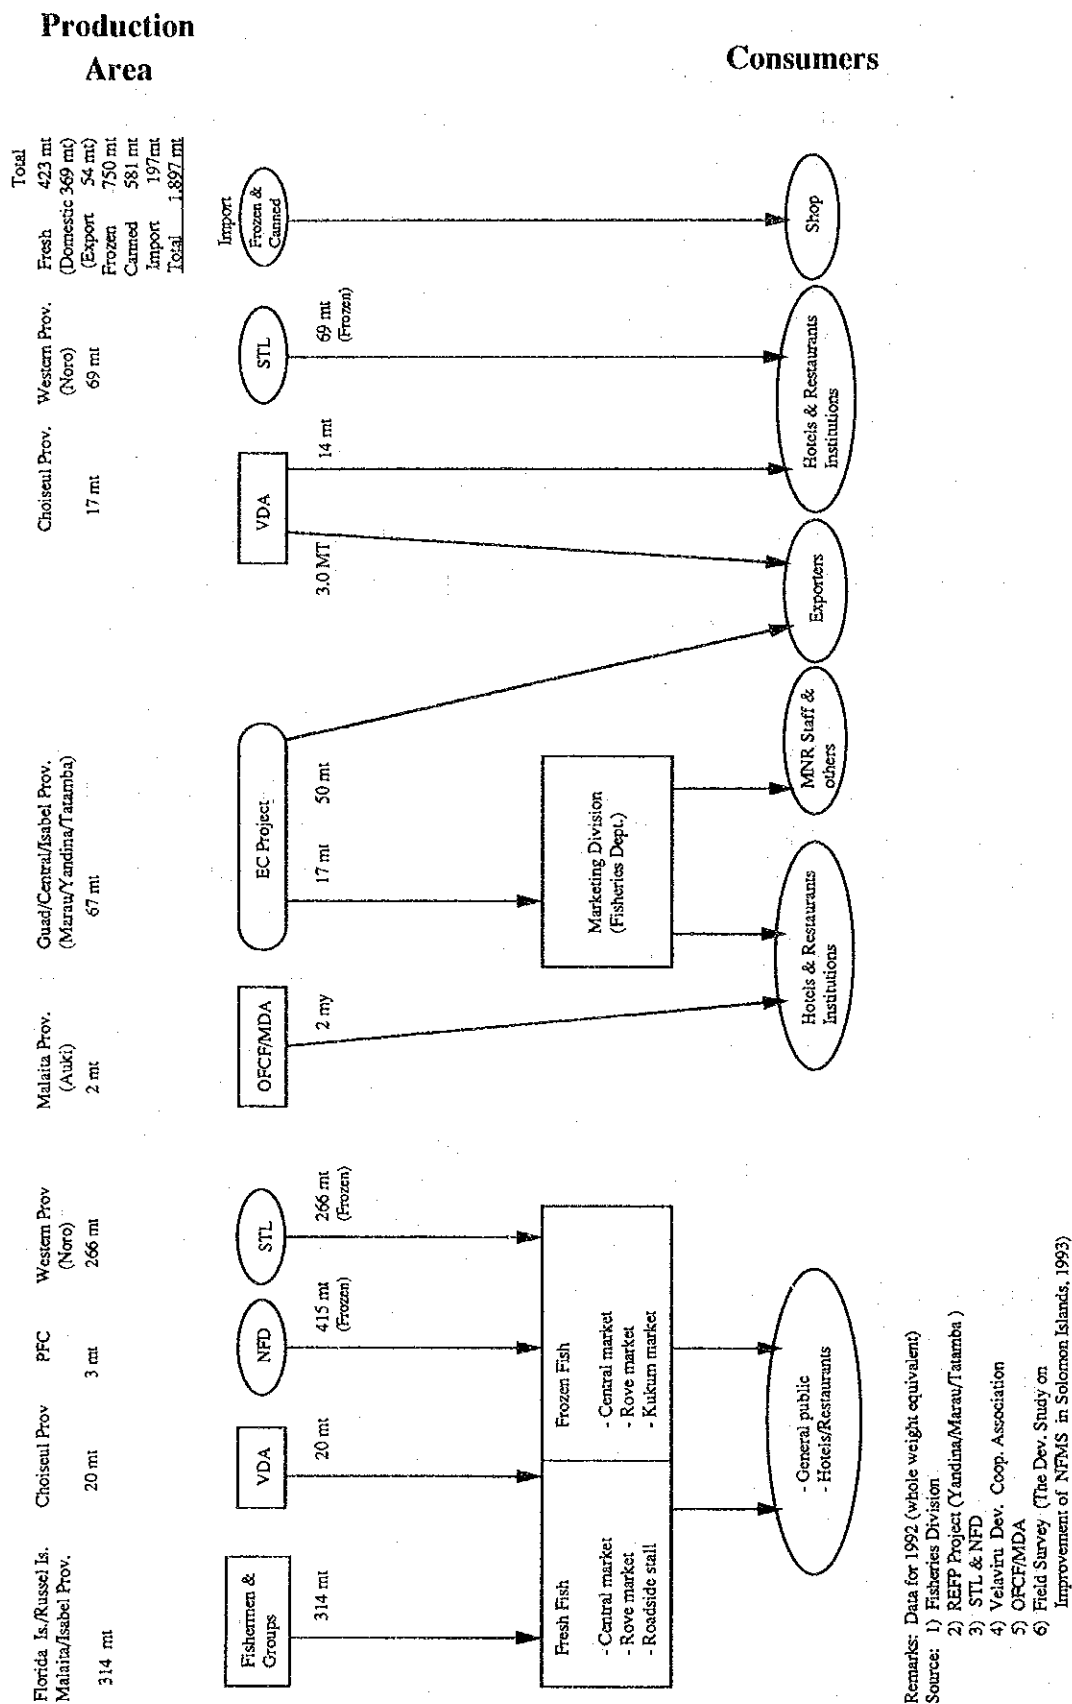 Production
Area
Consumers
Florida Is./Russel Is.
Malaita/Isabel Prov.
314 mt
Choiseul Prov
20 mt
PFC
3 mt
Western Prov
(Noro)
266 mt
Malaita Prov.
(Auki)
2 mt
Guad/Central/Isabel Prov.
(Marau/Yandina/Tatamba)
67 mt
Choiseul Prov.
17 mt
Western Prov.
(Noro)
69 mt
Total
Fresh 423 mt
(Domestic 369 mt)
(Export 54 mt)
Frozen 750 mt
Canned 581 mt
Import 197mt
Total 1.897 mt
Fishermen &
Groups
VDA
NFD
STL
OFCF/MDA
EC Project
VDA
STL
Import
Frozen &
Canned
314 mt
20 mt
415 mt
(Frozen)
266 mt
(Frozen)
2 my
17 mt
50 mt
3.0 MT
14 mt
69 mt
(Frozen)
Fresh Fish
- Central market
- Rove market
- Roadside stall
Frozen Fish
- Central market
- Rove market
- Kukum market
Marketing Division
(Fisheries Dept.)
- General public
- Hotels/Restaurants
Hotels & Restaurants
Institutions
MNR Staff &
others
Exporters
Hotels & Restaurants
Institutions
Shop
Remarks: Data for 1992 (whole weight equivalent)
Source: 1) Fisheries Division
2) REFP Project (Yandina/Marau/Tatamba )
3) STL & NFD
4) Velaviru Dev. Coop. Association
5) OFCF/MDA
6) Field Survey (The Dev. Study on
Improvement of NFMS in Solomon Islands, 1993)